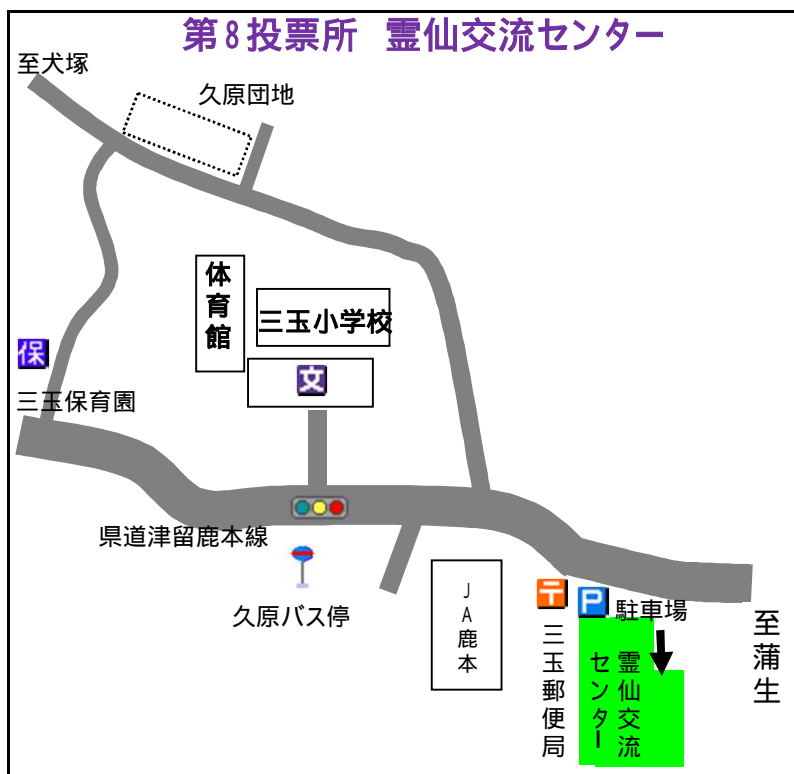 第8投票所 霊仙交流センター
至犬塚
久原団地
体育館
三玉小学校
文
保
三玉保育園
県道津留鹿本線
久原バス停
JA鹿本
〒
三玉郵便局
P
駐車場
霊仙交流
センター
至蒲生